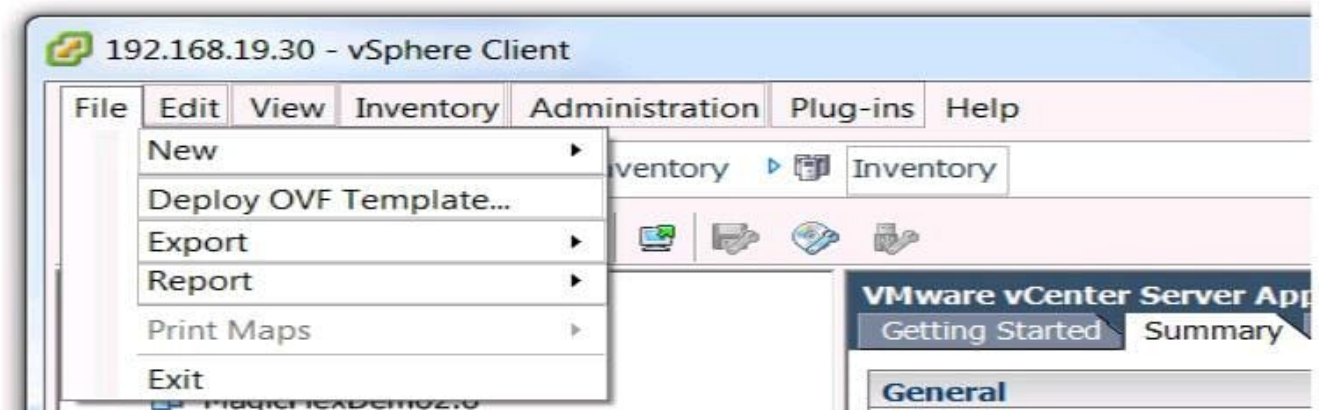 192.168.19.30 - vSphere Client
File Edit View Inventory Administration Plug-ins Help
New
Inventory
Deploy OVF Template...
Export
Report
Print Maps
Exit
VMware vCenter Server App
Getting Started Summary
General